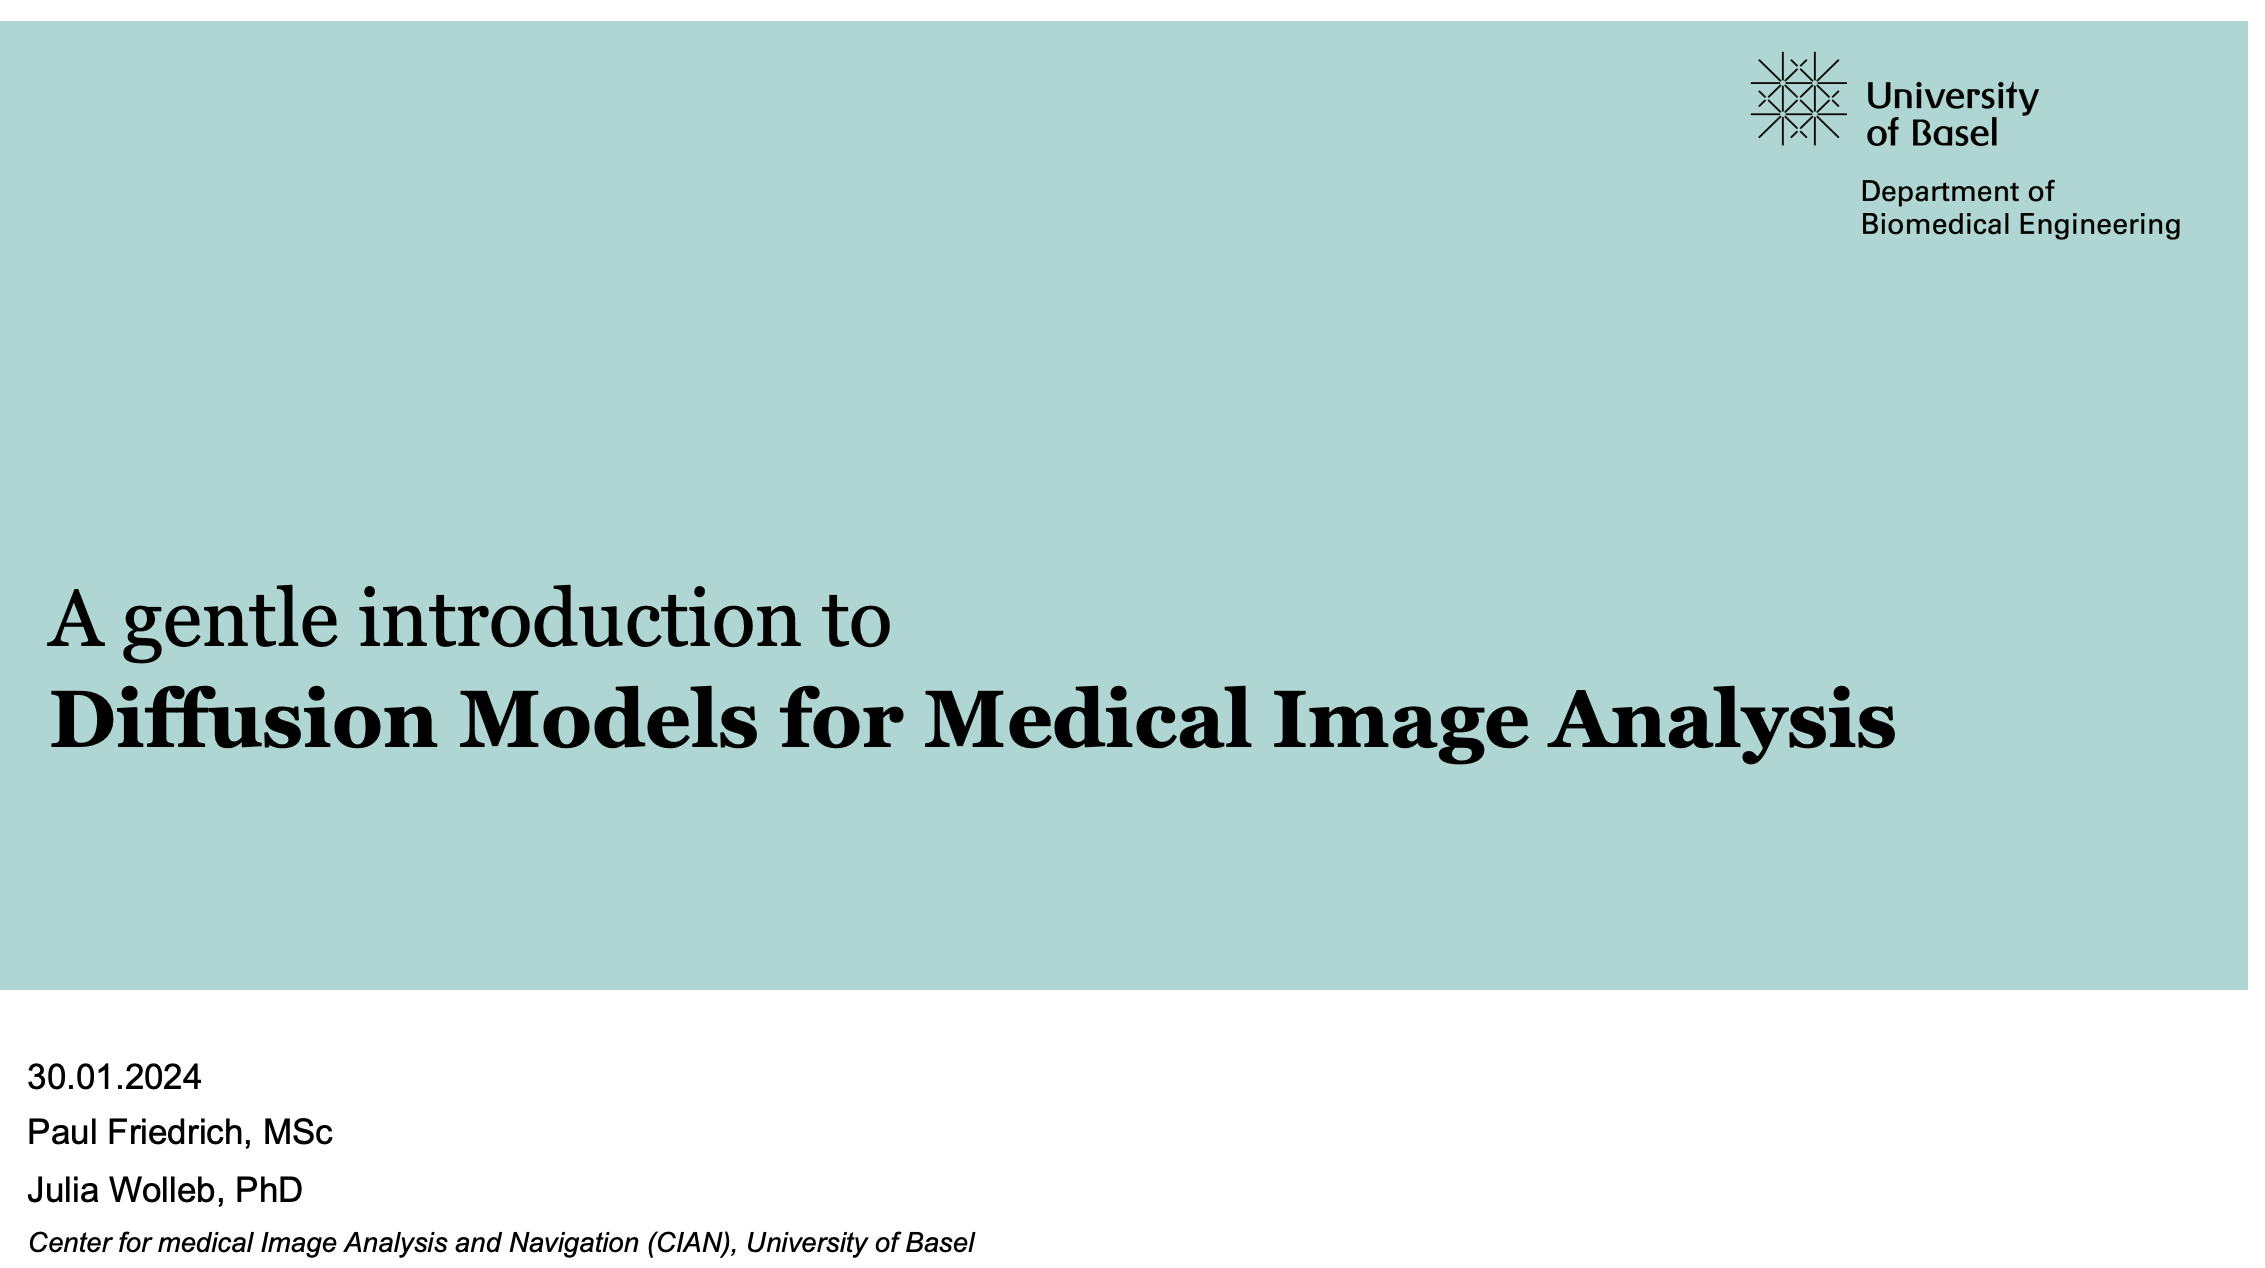 University
of Basel
Department of
Biomedical Engineering
A gentle introduction to
Diffusion Models for Medical Image Analysis
30.01.2024
Paul Friedrich, MSc
Julia Wolleb, PhD
Center for medical Image Analysis and Navigation (CIAN), University of Basel